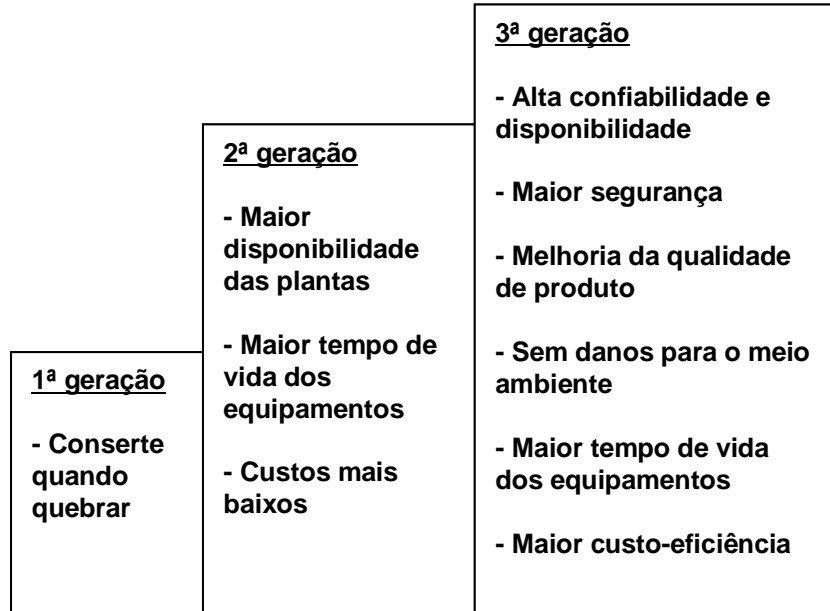 1ª geração
- Conserte
quando
quebrar
2ª geração
- Maior
disponibilidade
das plantas
- Maior tempo de
vida dos
equipamentos
- Custos mais
baixos
3ª geração
- Alta confiabilidade e
disponibilidade
- Maior segurança
- Melhoria da qualidade
de produto
- Sem danos para o meio
ambiente
- Maior tempo de vida
dos equipamentos
- Maior custo-eficiência